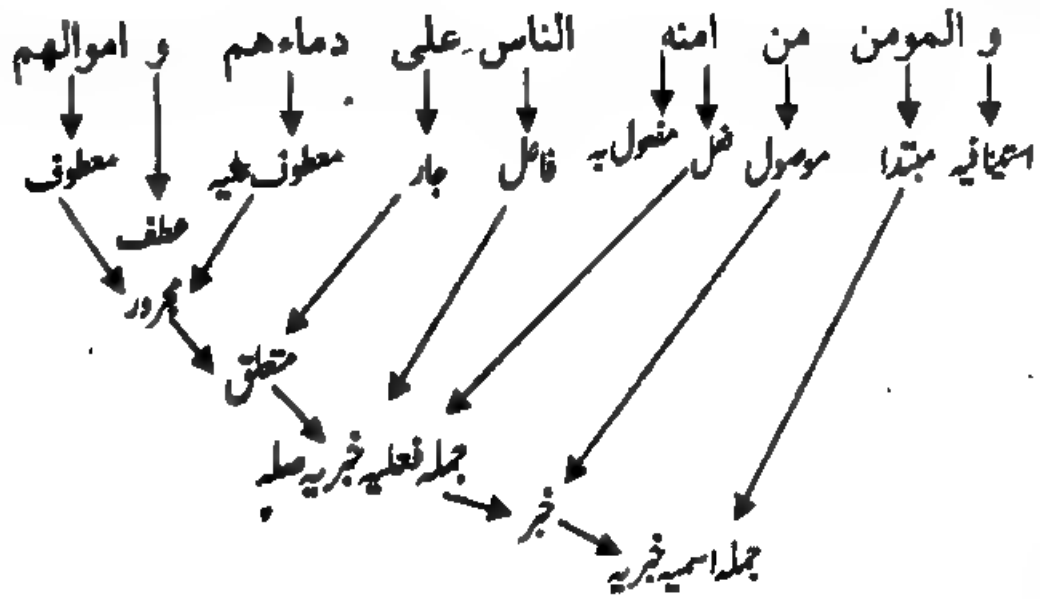 و المومن من امنه الناس على دماءهم و اموالهم
استینافیہ مبتدا موصول فعل مفعول بہ فاعل جار معطوف علیہ معطوف
عطف
مجرور
متعلق
جملہ فعلیہ خبریہ صلہ
خبر
جملہ اسمیہ خبریہ